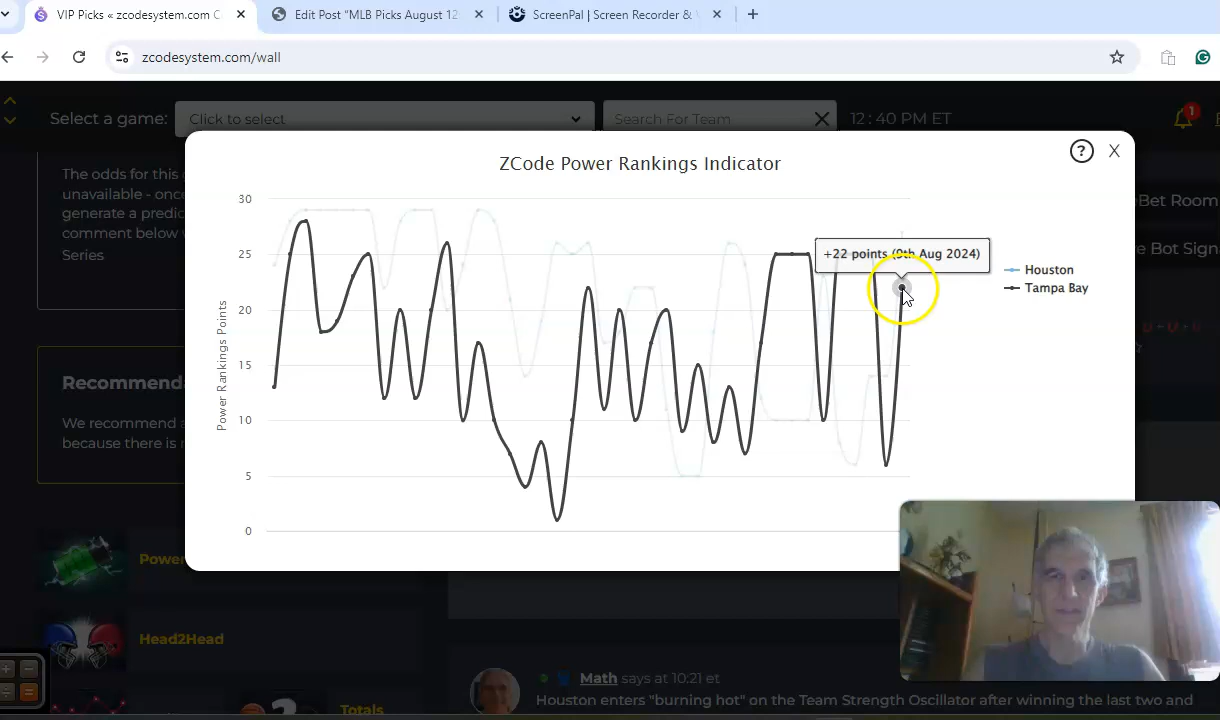 VIP Picks « zcodesystem.com C
Edit Post "MLB Picks August 12
ScreenPal | Screen Recorder &
zcodesystem.com/wall
Select a game:
Click to select
Search For Team
12 : 40 PM ET
1
The odds for this
unavailable - onc
generate a predic
comment below
Series
Recommend
We recommend
because there is
Power
Head2Head
Totals
ZCode Power Rankings Indicator
?
X
30
25
20
15
10
5
0
Power Rankings Points
+22 points (9th Aug 2024)
Houston
Tampa Bay
Bet Room
e Bot Sign
Math says at 10:21 et
Houston enters "burning hot" on the Team Strength Oscillator after winning the last two and